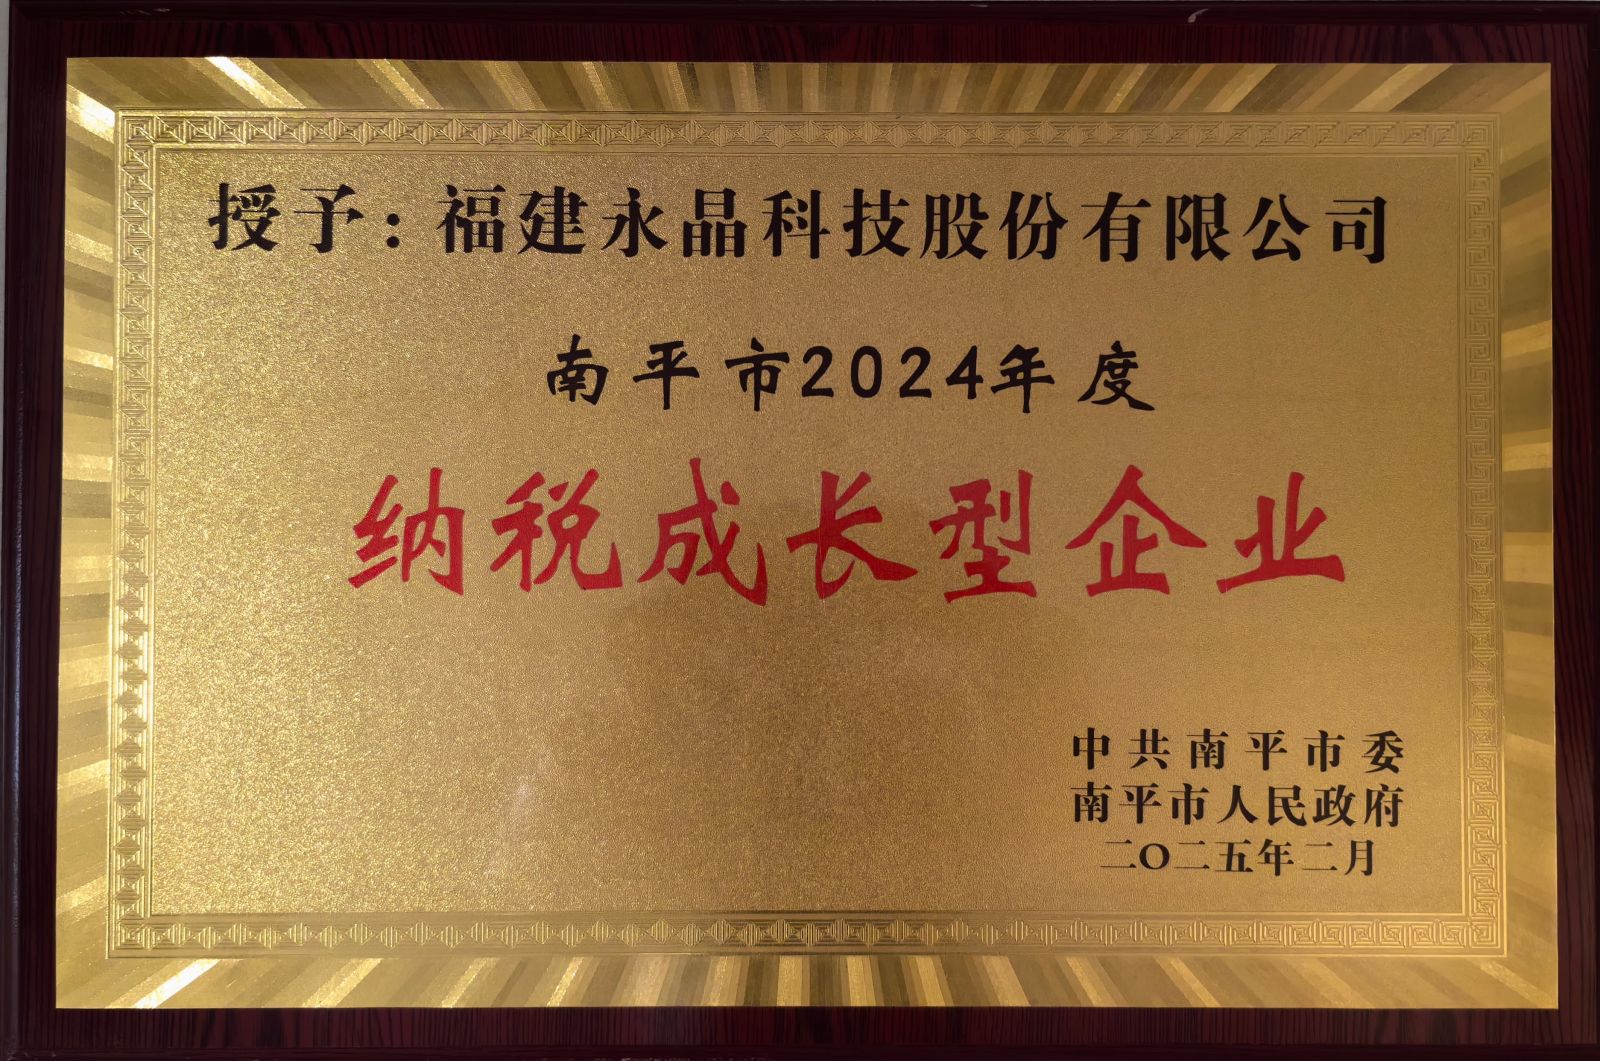 授予：福建永晶科技股份有限公司
南平市2024年度
纳税成长型企业
中共南平市委
南平市人民政府
二〇二五年二月